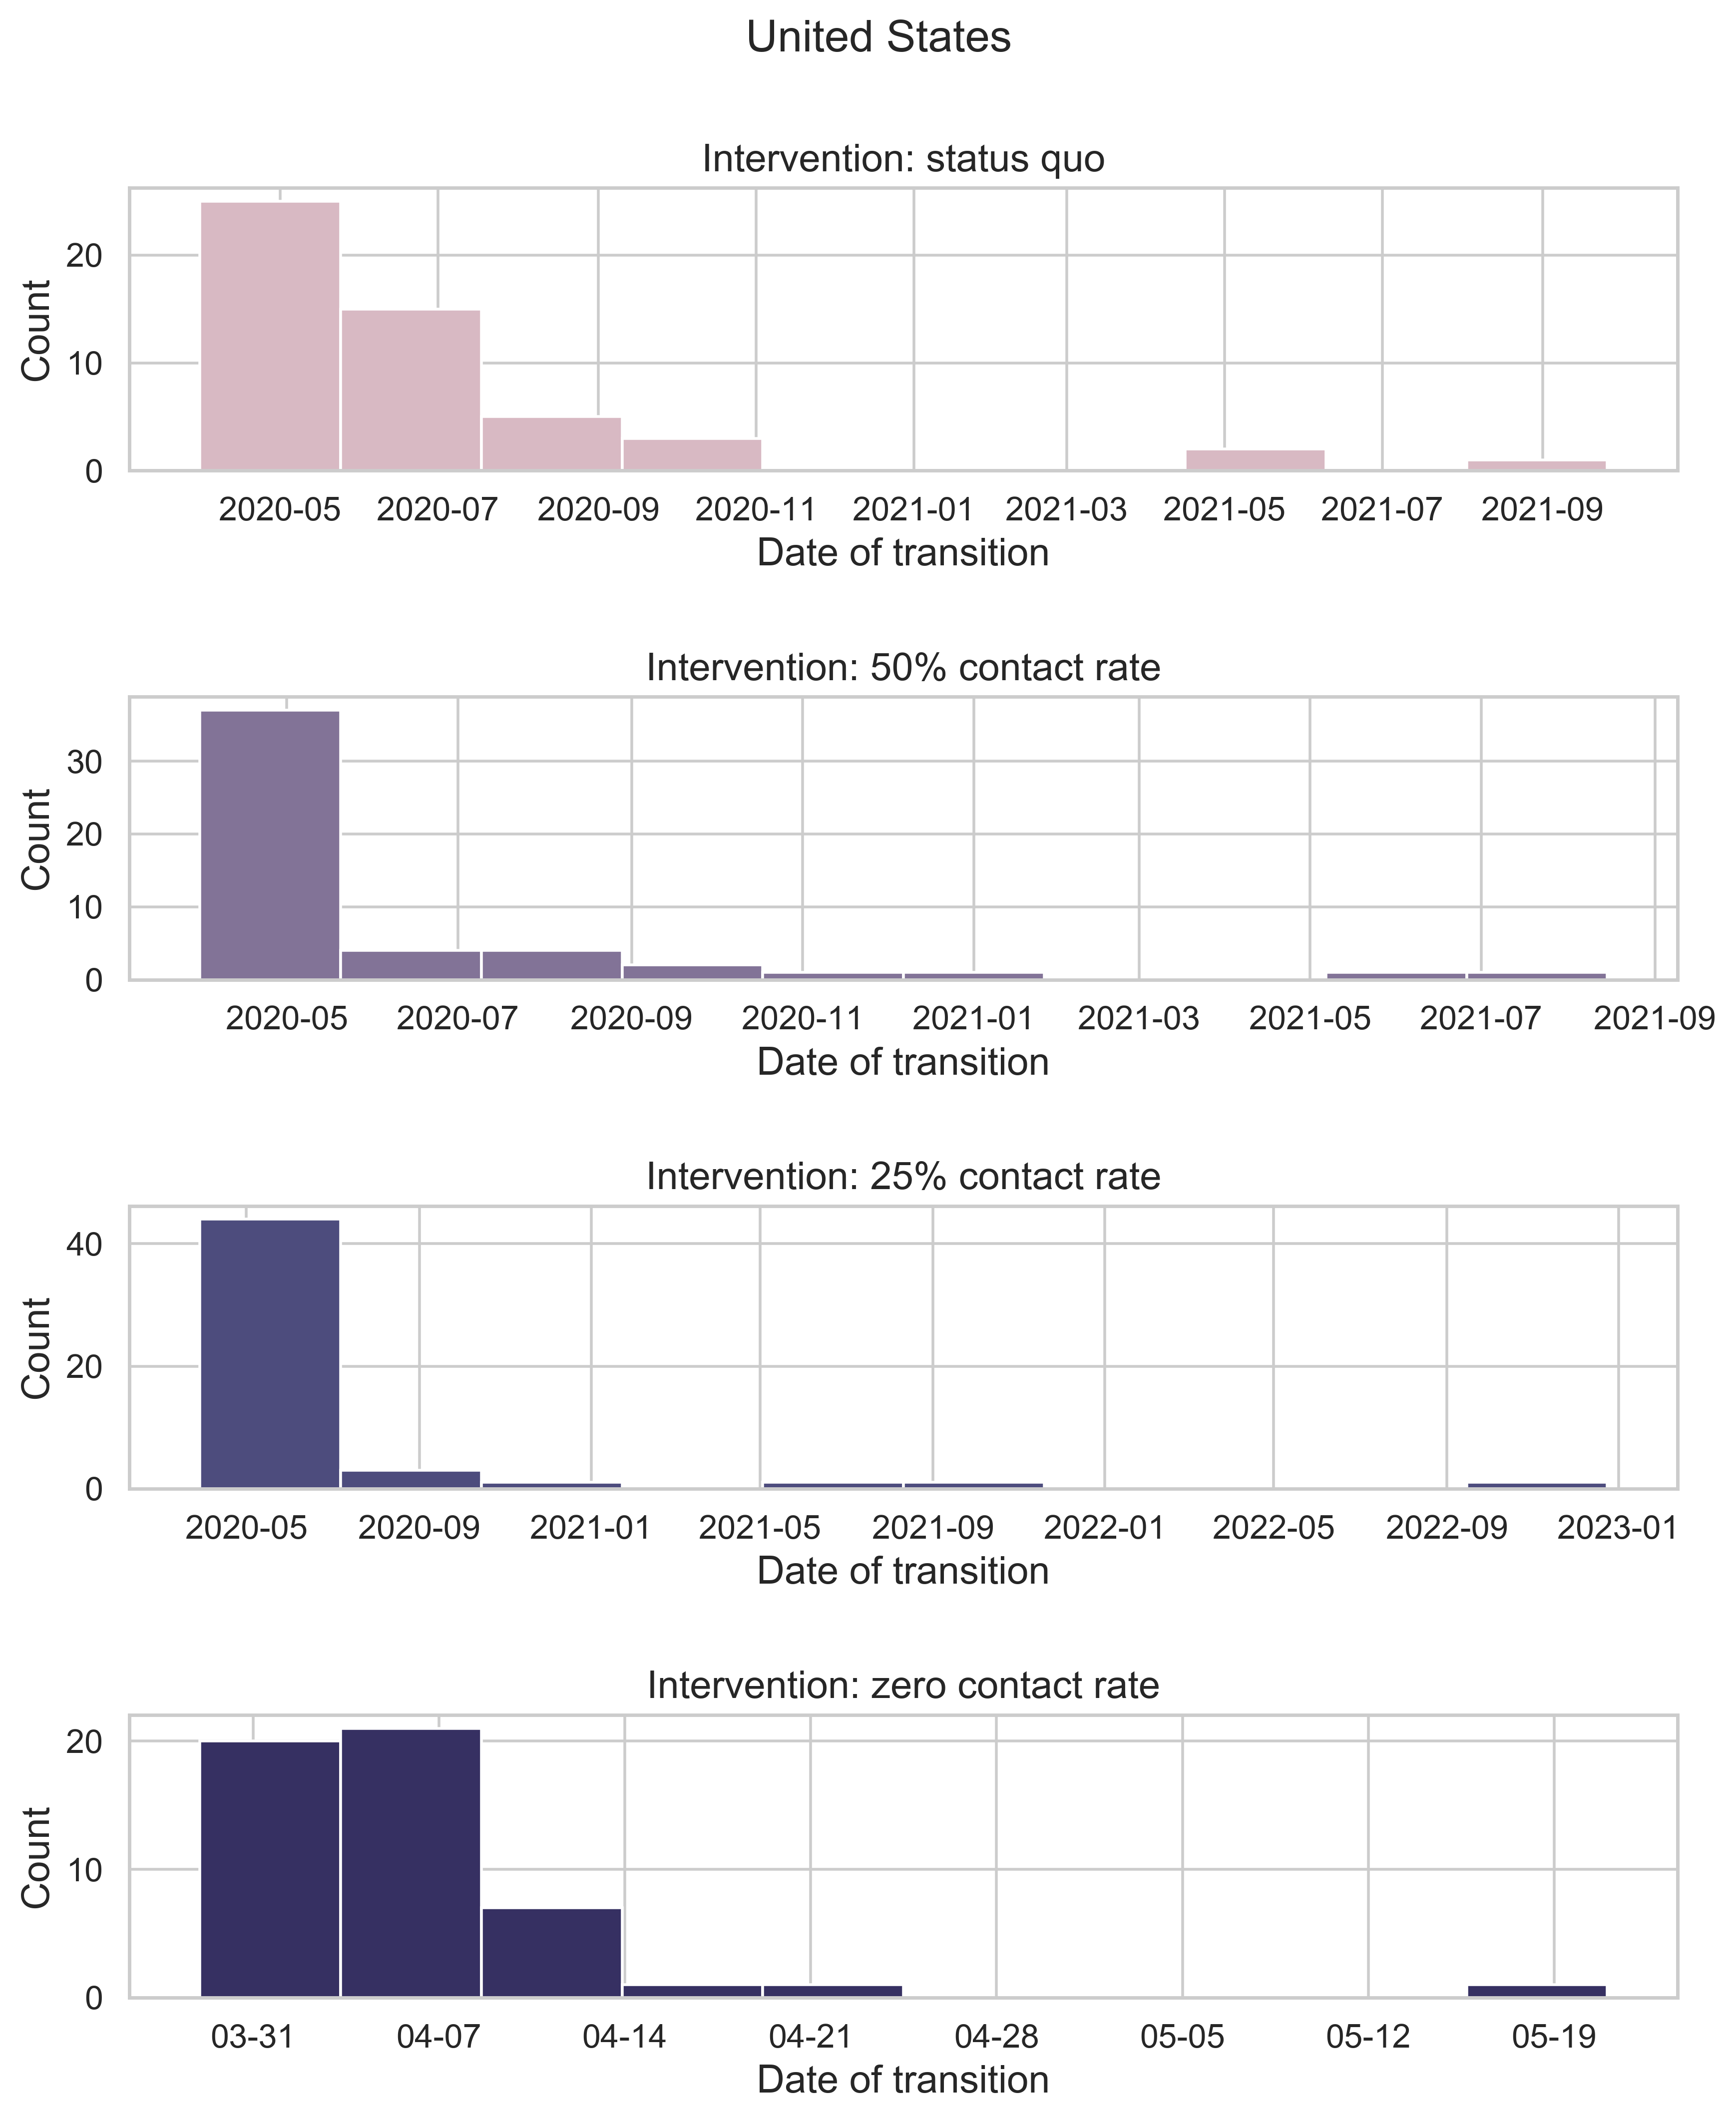 United States
Intervention: status quo
Count
20
10
0
2020-05 2020-07 2020-09 2020-11 2021-01 2021-03 2021-05 2021-07 2021-09
Date of transition
Intervention: 50% contact rate
Count
30
20
10
0
2020-05 2020-07 2020-09 2020-11 2021-01 2021-03 2021-05 2021-07 2021-09
Date of transition
Intervention: 25% contact rate
Count
40
20
0
2020-05 2020-09 2021-01 2021-05 2021-09 2022-01 2022-05 2022-09 2023-01
Date of transition
Intervention: zero contact rate
Count
20
10
0
03-31 04-07 04-14 04-21 04-28 05-05 05-12 05-19
Date of transition